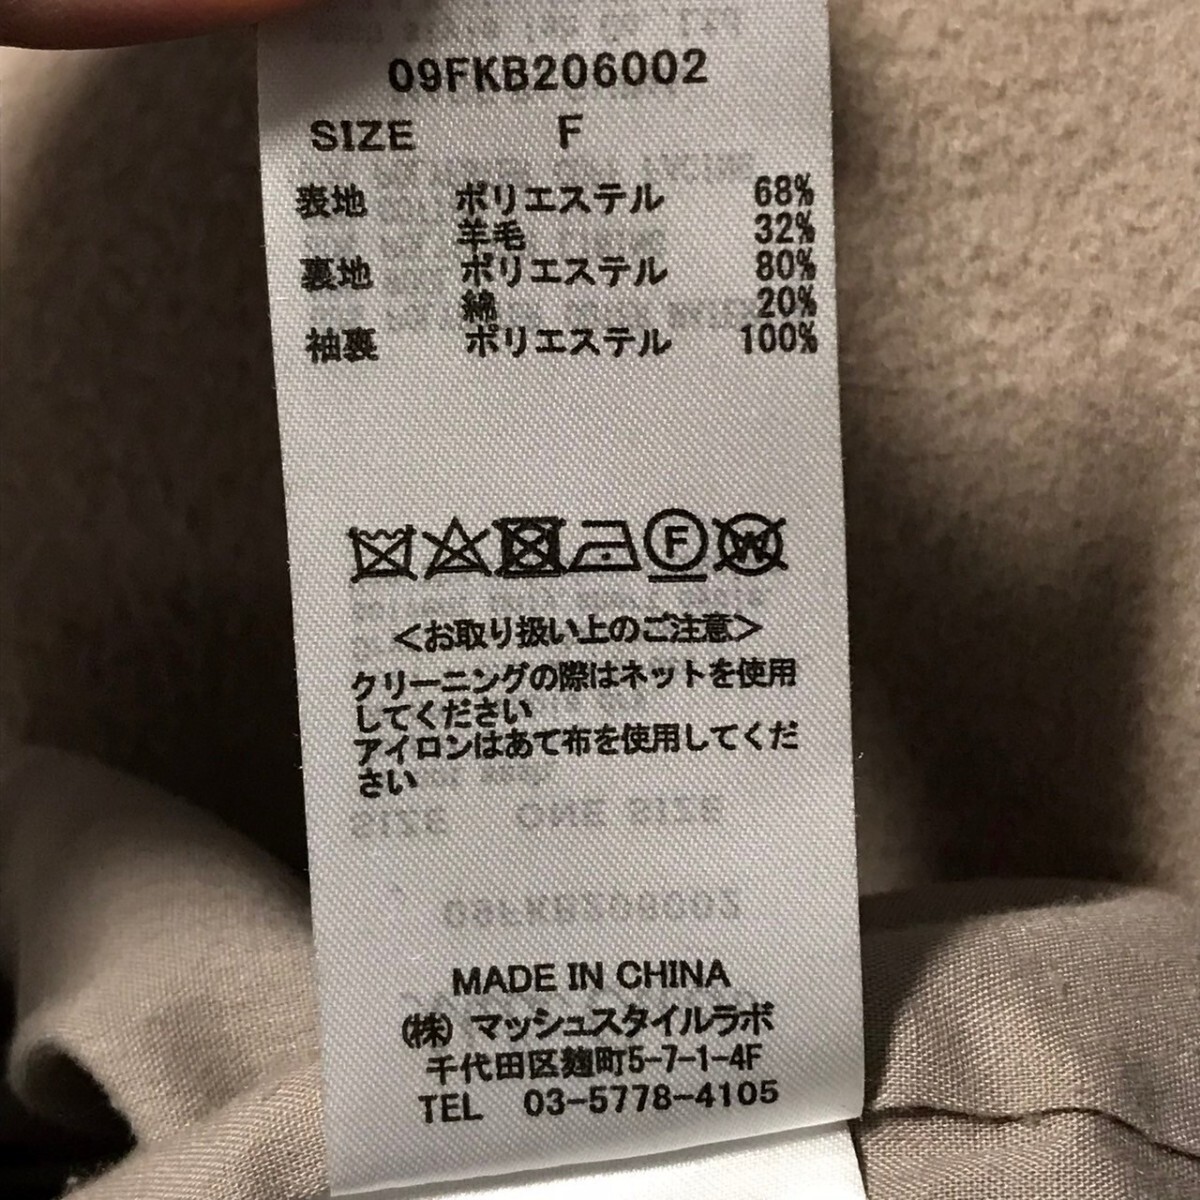 09FKB206002
SIZE F
表地 ポリエステル 68%
羊毛 32%
裏地 ポリエステル 80%
綿 20%
袖裏 ポリエステル 100%
F
W
<お取り扱い上のご注意>
クリーニングの際はネットを使用
してください
アイロンはあて布を使用してくだ
さい
MADE IN CHINA
(株) マッシュスタイルラボ
千代田区麹町5-7-1-4F
TEL 03-5778-4105